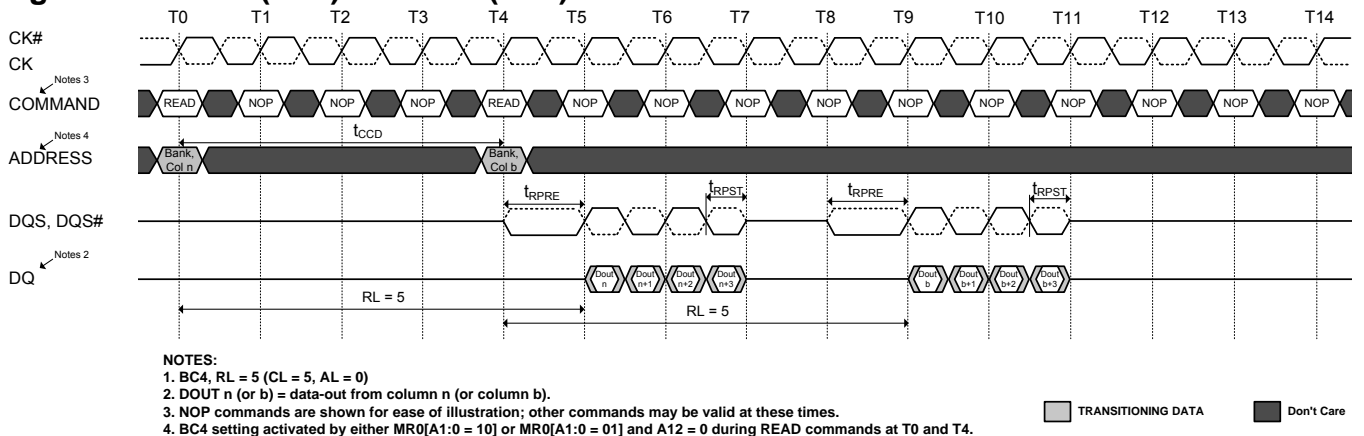 T0 T1 T2 T3 T4 T5 T6 T7 T8 T9 T10 T11 T12 T13 T14
CK#
CK
Notes 3
COMMAND READ NOP NOP NOP READ NOP NOP NOP NOP NOP NOP NOP NOP NOP NOP
tCCD
Notes 4
ADDRESS Bank, Col n Bank, Col b
tRPRE tRPST tRPRE tRPST
DQS, DQS#
Notes 2
DQ Dout n Dout n+1 Dout n+2 Dout n+3 Dout b Dout b+1 Dout b+2 Dout b+3
RL = 5
RL = 5
NOTES:
1. BC4, RL = 5 (CL = 5, AL = 0)
2. DOUT n (or b) = data-out from column n (or column b).
3. NOP commands are shown for ease of illustration; other commands may be valid at these times.
4. BC4 setting activated by either MR0[A1:0 = 10] or MR0[A1:0 = 01] and A12 = 0 during READ commands at T0 and T4.
TRANSITIONING DATA Don't Care